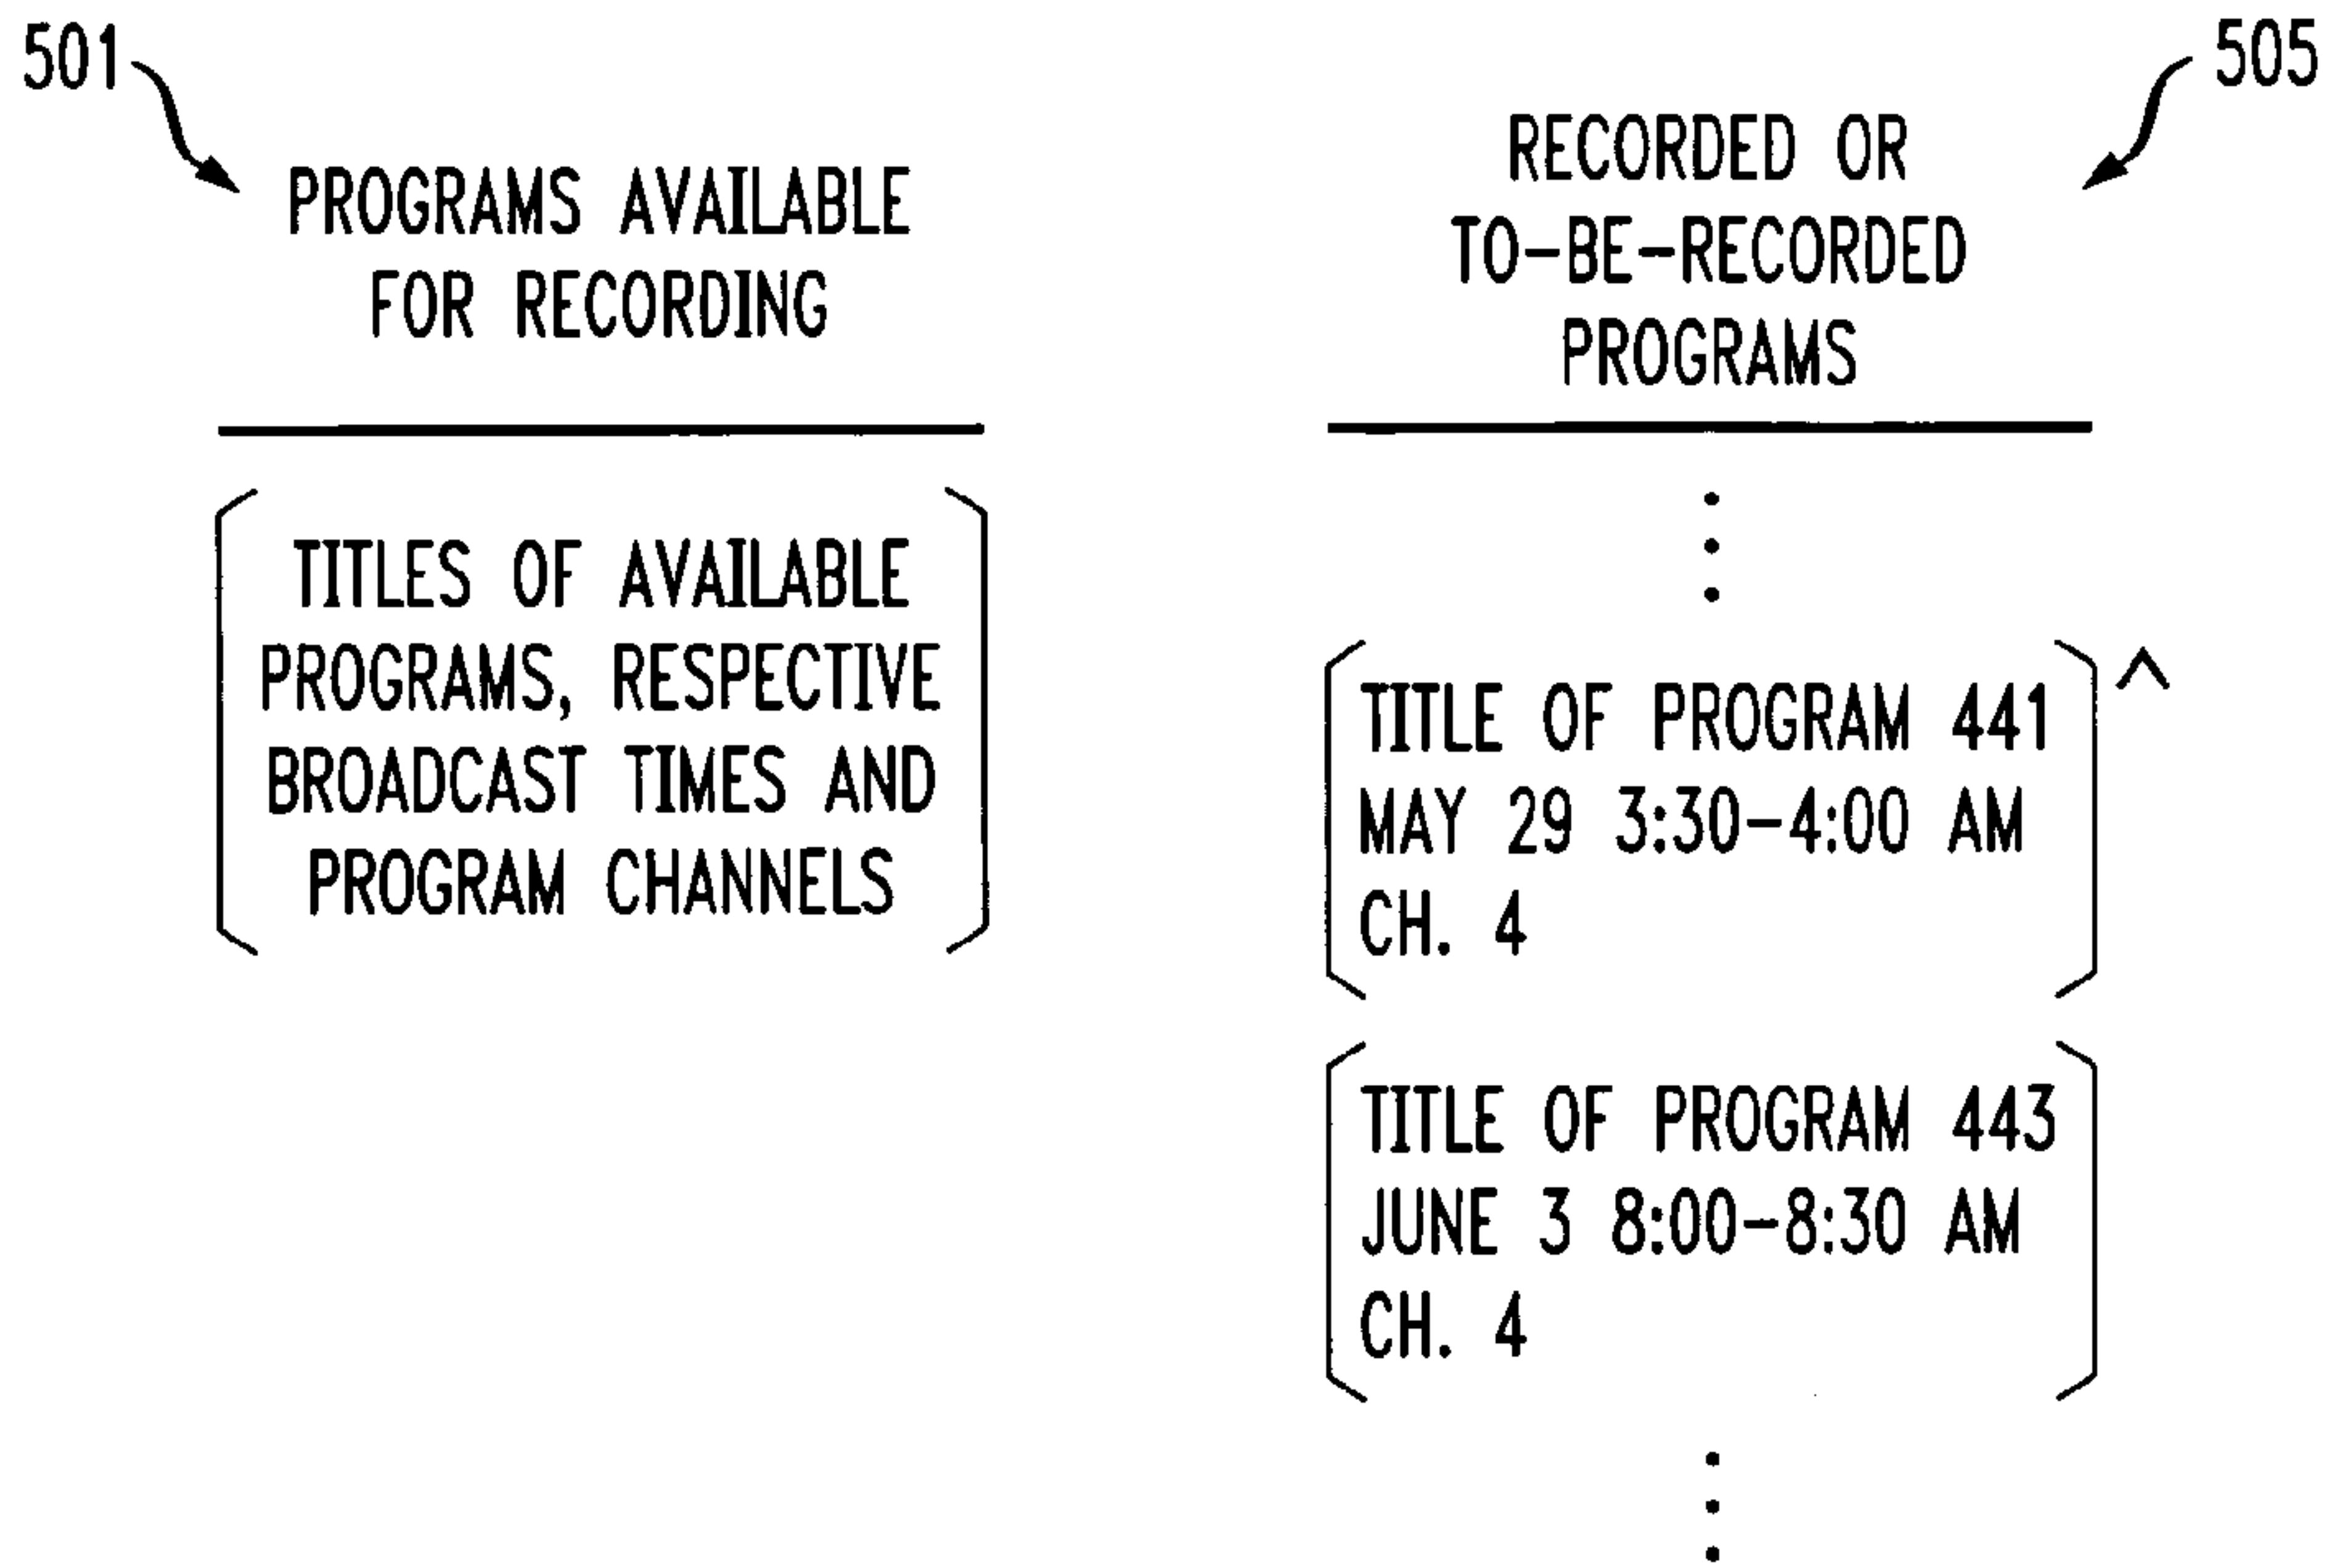 501
PROGRAMS AVAILABLE
FOR RECORDING
TITLES OF AVAILABLE
PROGRAMS, RESPECTIVE
BROADCAST TIMES AND
PROGRAM CHANNELS
505
RECORDED OR
TO-BE-RECORDED
PROGRAMS
TITLE OF PROGRAM 441 ^
MAY 29 3:30-4:00 AM
CH. 4
TITLE OF PROGRAM 443
JUNE 3 8:00-8:30 AM
CH. 4